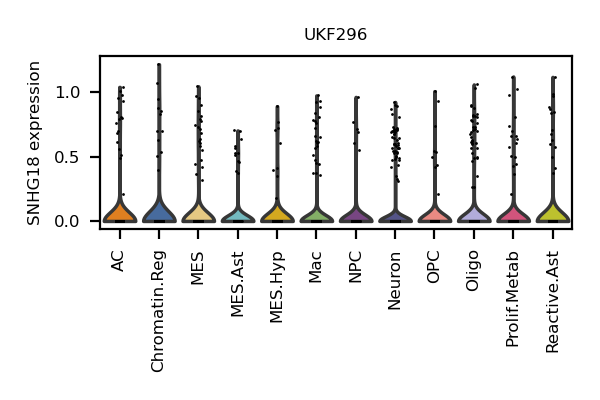 UKF296
SNHG18 expression
1.0
0.5
0.0
AC
Chromatin.Reg
MES
MES.Ast
MES.Hyp
Mac
NPC
Neuron
OPC
Oligo
Prolif.Metab
Reactive.Ast